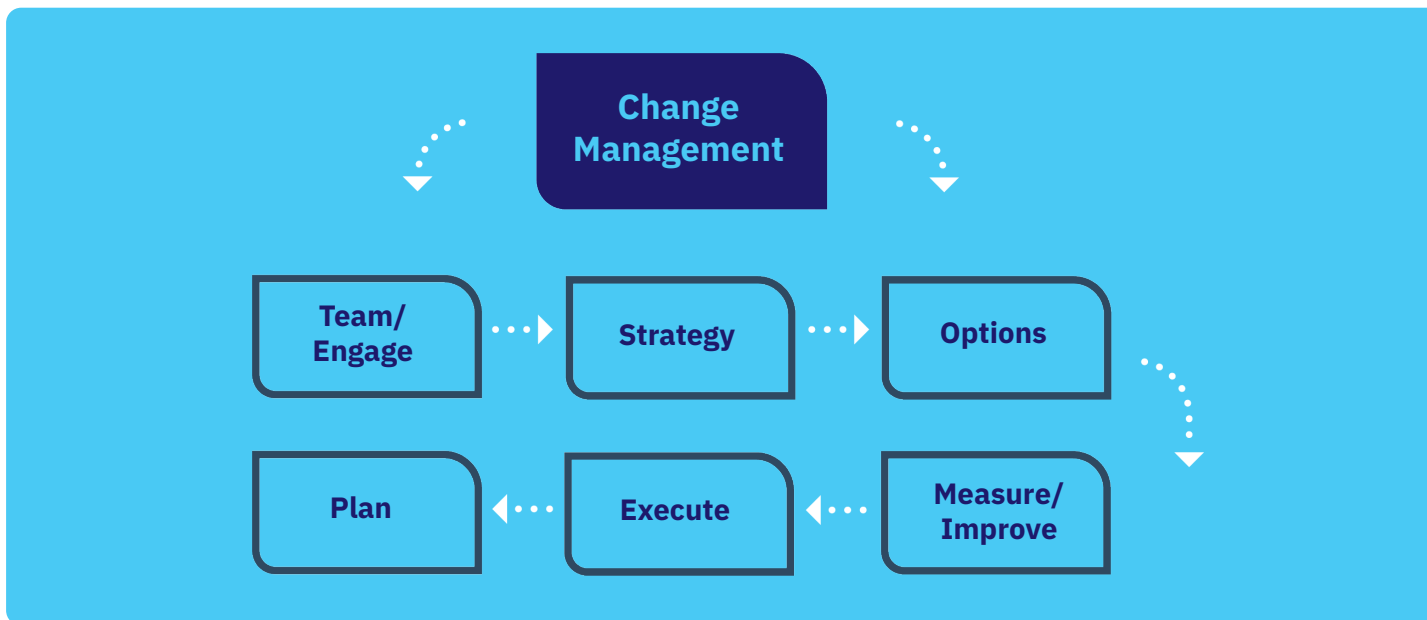 Change
Management
Team/
Engage
Strategy
Options
Plan
Execute
Measure/
Improve